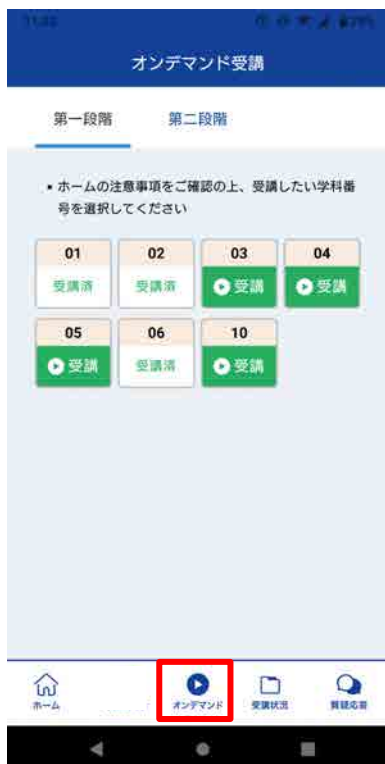 オンデマンド受講
第一段階 第二段階
• ホームの注意事項をご確認の上、受講したい学科番
号を選択してください
01 02 03 04
受講済 受講済 受講 受講
05 06 10
受講 受講済 受講
ホーム オンデマンド 受講状況 質疑応答